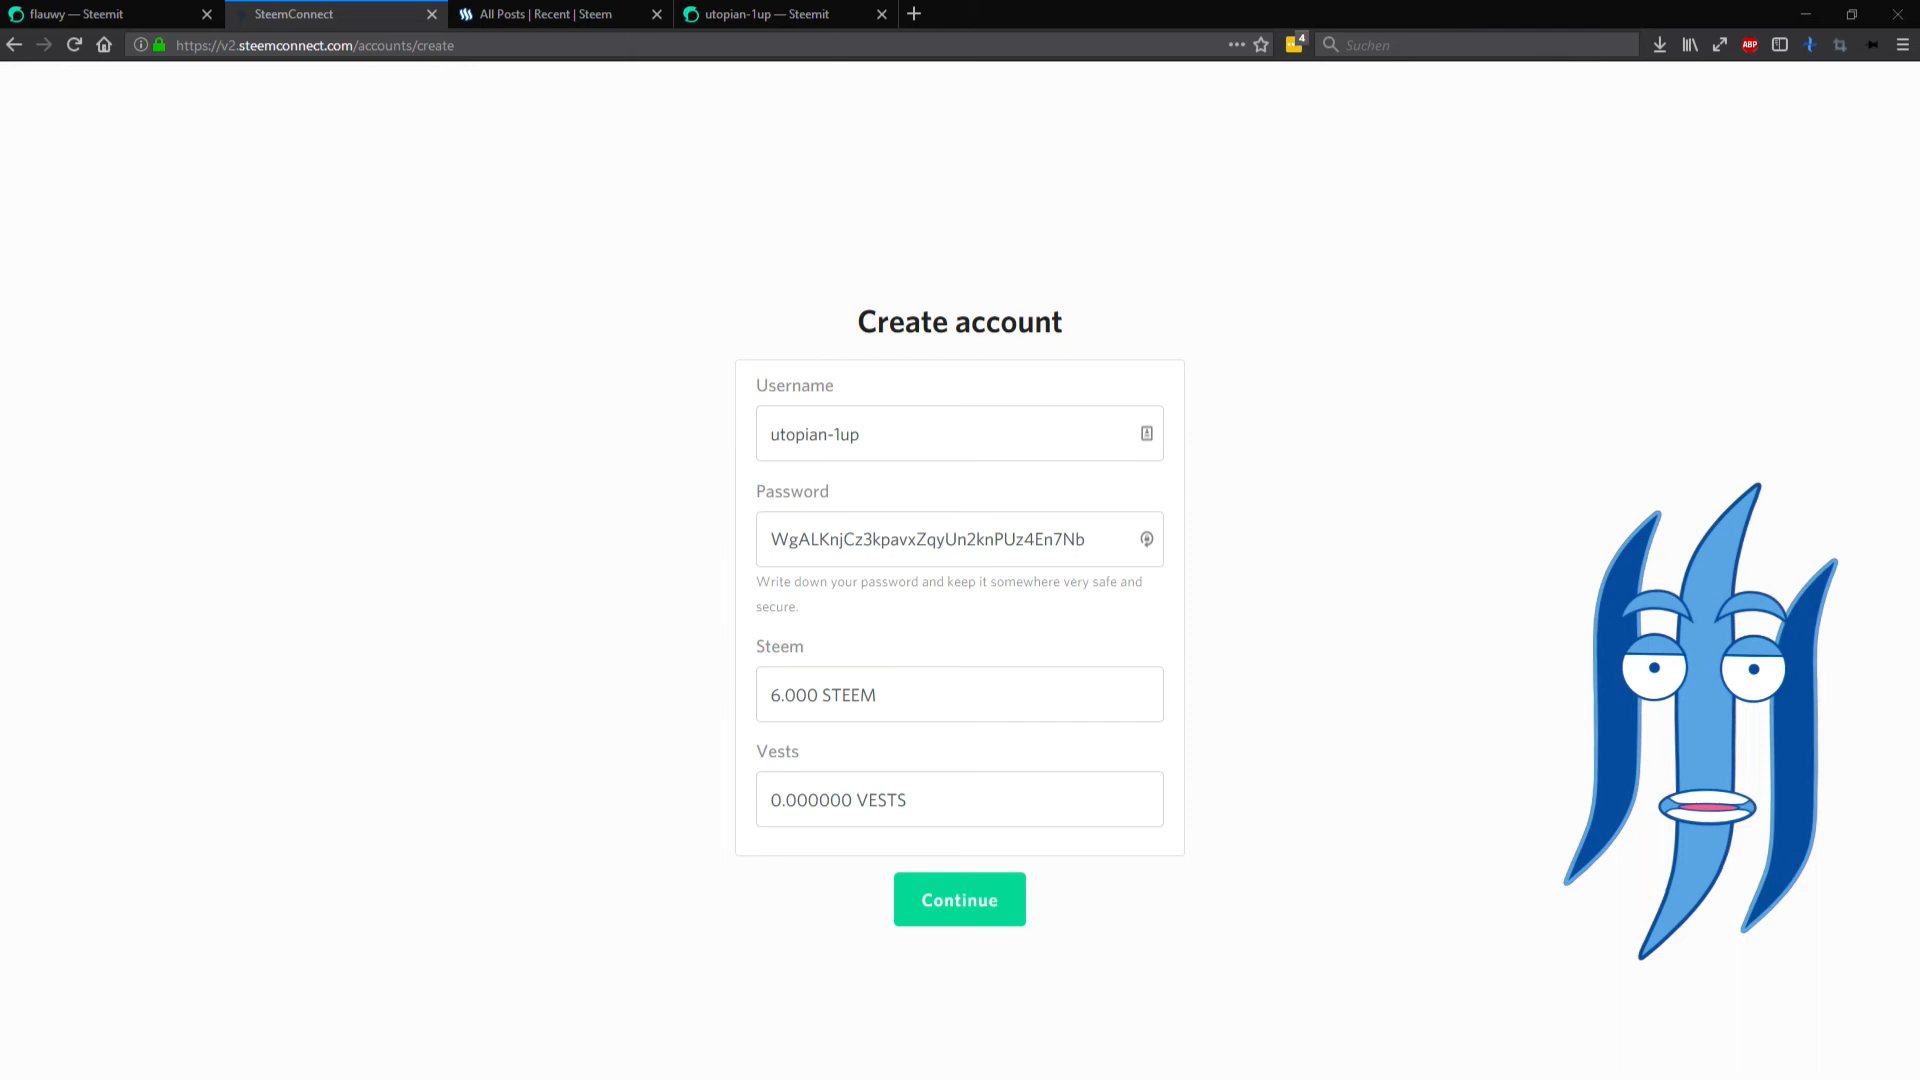 flauwy — Steemit
SteemConnect
All Posts | Recent | Steem
utopian-1up — Steemit
https://v2.steemconnect.com/accounts/create
4
Suchen
ABP
Create account
Username
utopian-1up
Password
WgALKnjCz3kpavxZqyUn2knPUz4En7Nb
Write down your password and keep it somewhere very safe and
secure.
Steem
6.000 STEEM
Vests
0.000000 VESTS
Continue